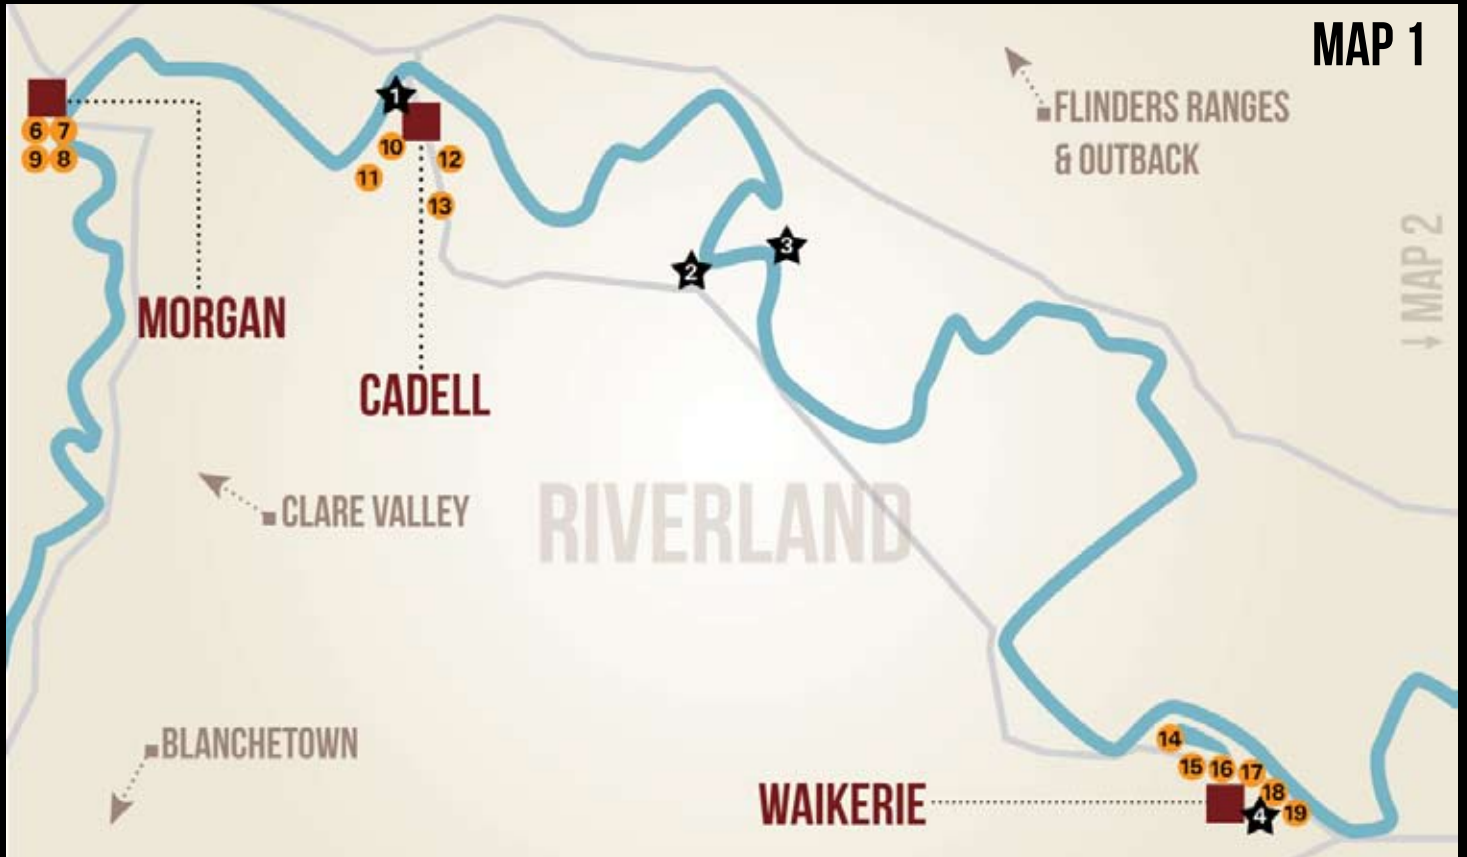 MAP 1
FLINDERS RANGES
& OUTBACK
1
6 7
9 8
10
12
11
13
MAP 2
3
2
MORGAN
CADELL
CLARE VALLEY
RIVERLAND
BLANCHETOWN
14
15 16 17
18
WAIKERIE
4 19